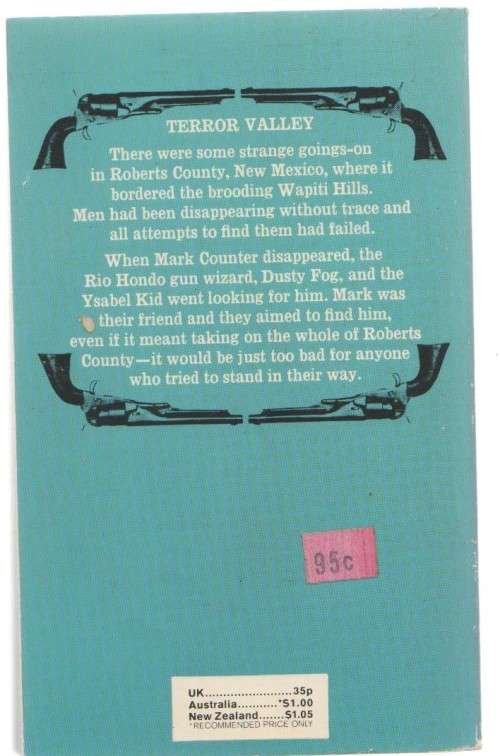 TERROR VALLEY
There were some strange goings-on
in Roberts County, New Mexico, where it
bordered the brooding Wapiti Hills.
Men had been disappearing without trace and
all attempts to find them had failed.
When Mark Counter disappeared, the
Rio Hondo gun wizard, Dusty Fog, and the
Ysabel Kid went looking for him. Mark was
their friend and they aimed to find him,
even if it meant taking on the whole of Roberts
County—it would be just too bad for anyone
who tried to stand in their way.
95c
UK........................35p
Australia...........*$1.00
New Zealand.......$1.05
*RECOMMENDED PRICE ONLY